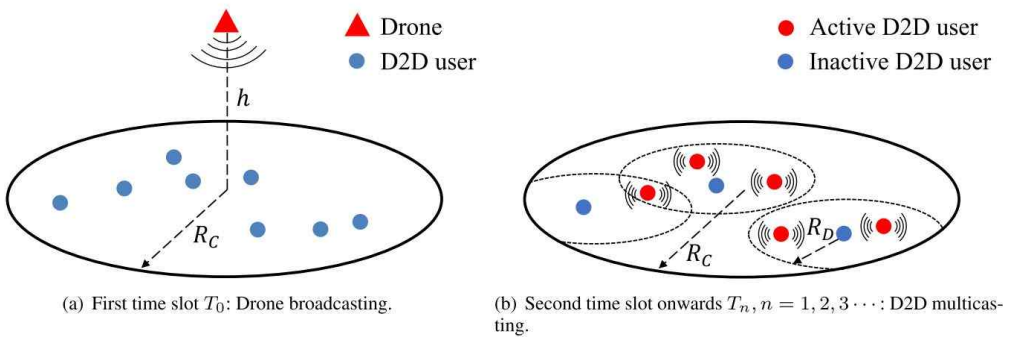 Drone
D2D user
h
R_C
Active D2D user
Inactive D2D user
R_D
R_C
(a) First time slot T_0: Drone broadcasting.
(b) Second time slot onwards T_n, n = 1, 2, 3 · · · : D2D multicas-
ting.